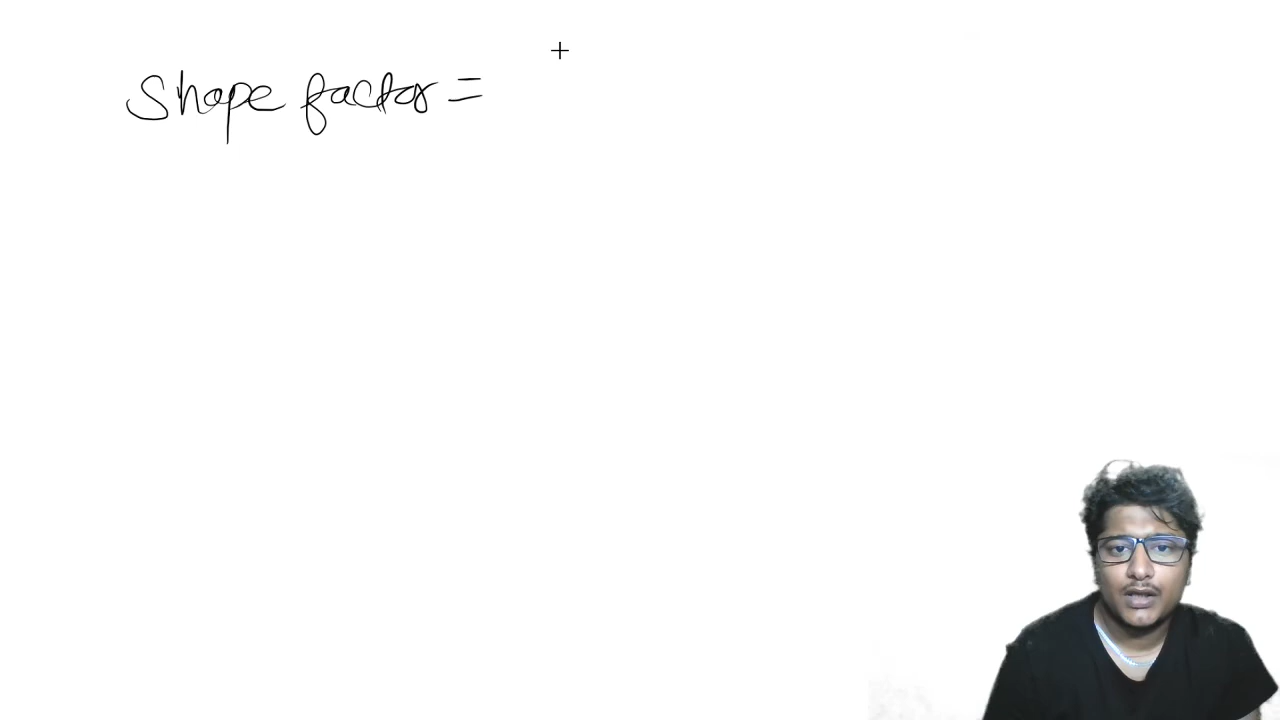 Shape factor =